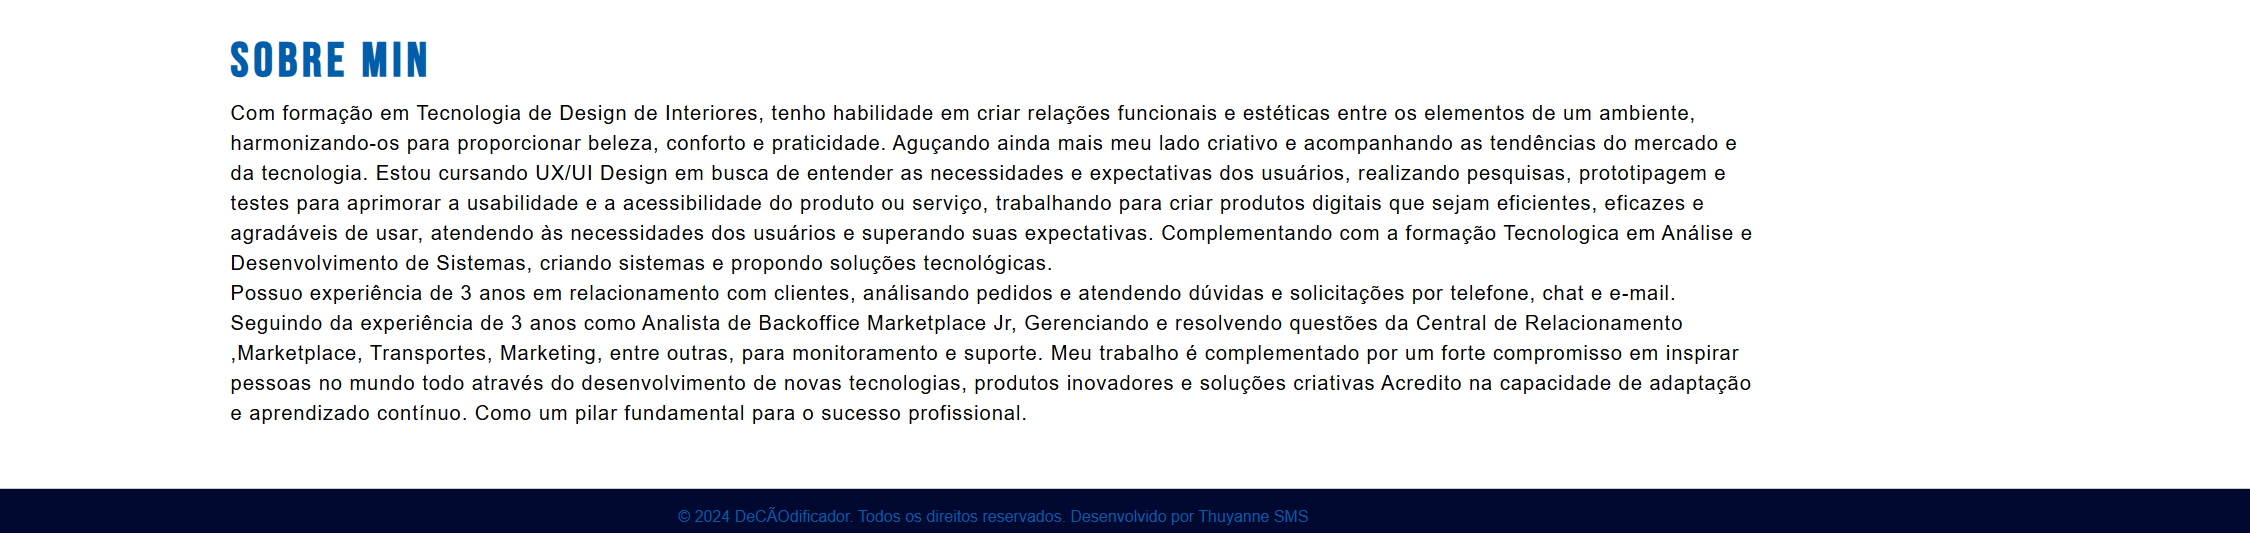 SOBRE MIN
Com formação em Tecnologia de Design de Interiores, tenho habilidade em criar relações funcionais e estéticas entre os elementos de um ambiente,
harmonizando-os para proporcionar beleza, conforto e praticidade. Aguçando ainda mais meu lado criativo e acompanhando as tendências do mercado e
da tecnologia. Estou cursando UX/UI Design em busca de entender as necessidades e expectativas dos usuários, realizando pesquisas, prototipagem e
testes para aprimorar a usabilidade e a acessibilidade do produto ou serviço, trabalhando para criar produtos digitais que sejam eficientes, eficazes e
agradáveis de usar, atendendo às necessidades dos usuários e superando suas expectativas. Complementando com a formação Tecnologica em Análise e
Desenvolvimento de Sistemas, criando sistemas e propondo soluções tecnológicas.
Possuo experiência de 3 anos em relacionamento com clientes, análisando pedidos e atendendo dúvidas e solicitações por telefone, chat e e-mail.
Seguindo da experiência de 3 anos como Analista de Backoffice Marketplace Jr, Gerenciando e resolvendo questões da Central de Relacionamento
,Marketplace, Transportes, Marketing, entre outras, para monitoramento e suporte. Meu trabalho é complementado por um forte compromisso em inspirar
pessoas no mundo todo através do desenvolvimento de novas tecnologias, produtos inovadores e soluções criativas Acredito na capacidade de adaptação
e aprendizado contínuo. Como um pilar fundamental para o sucesso profissional.
© 2024 DeCÃOdificador. Todos os direitos reservados. Desenvolvido por Thuyanne SMS